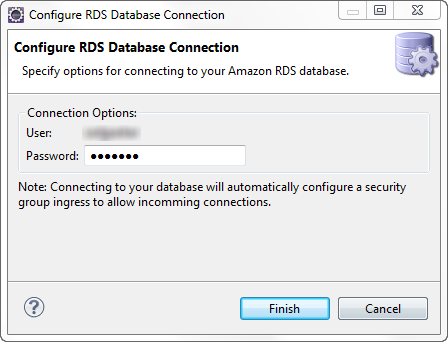 Configure RDS Database Connection
Configure RDS Database Connection
Specify options for connecting to your Amazon RDS database.
Connection Options:
User:
Password: •••••••
Note: Connecting to your database will automatically configure a security
group ingress to allow incomming connections.
? Finish Cancel